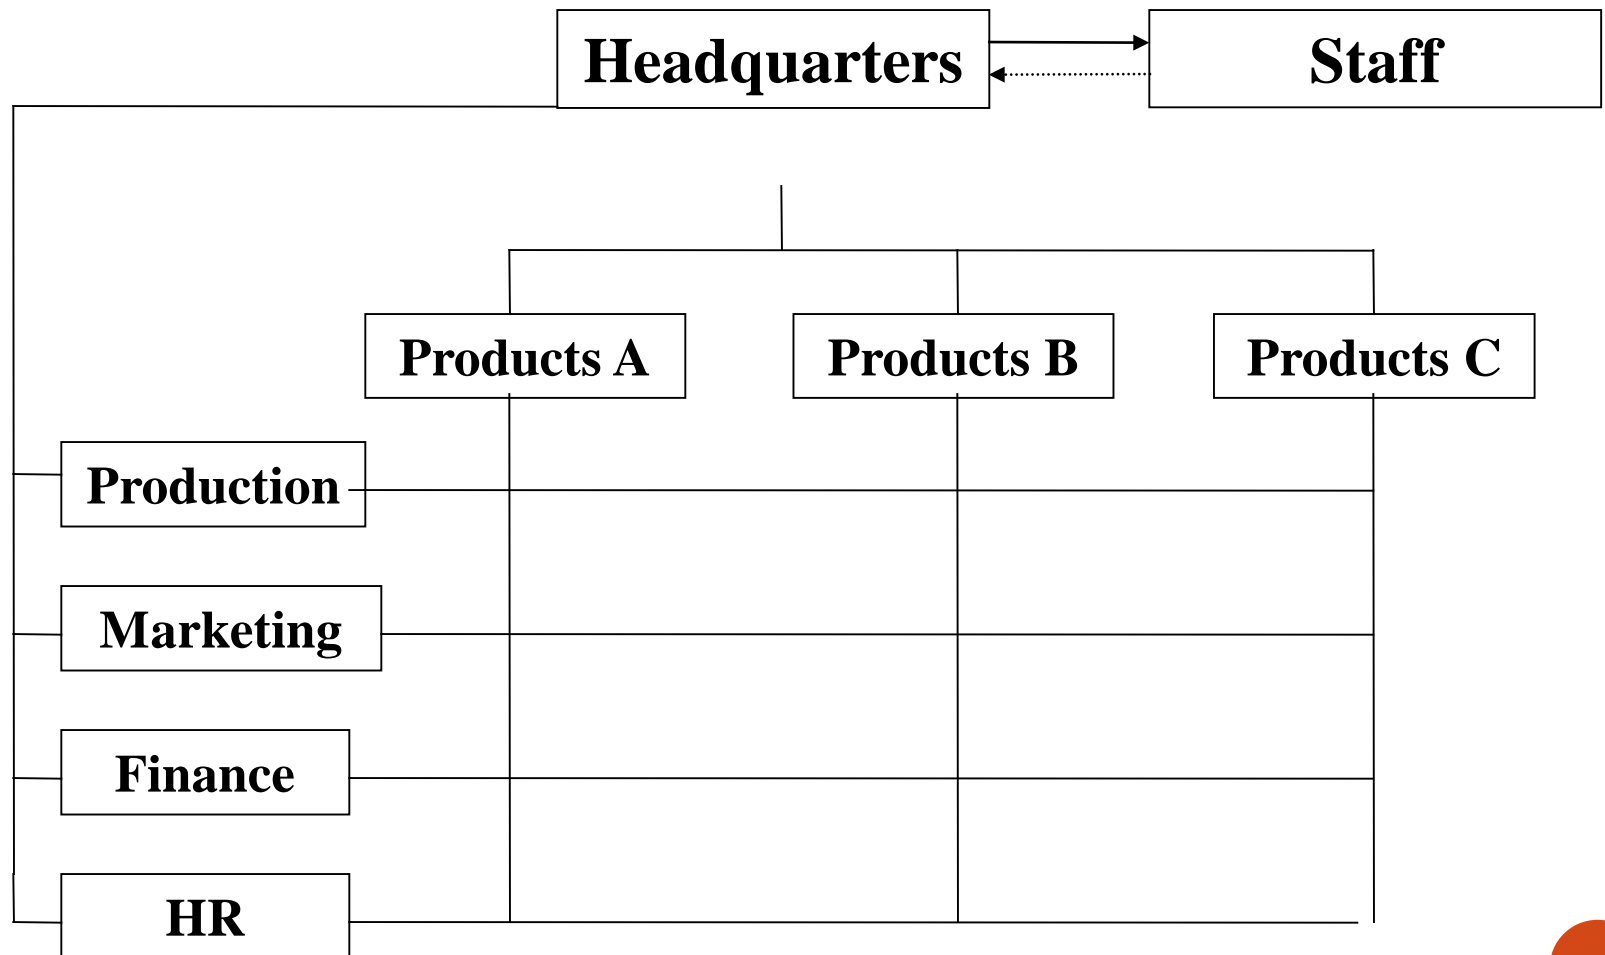 Headquarters
Staff
Products A
Products B
Products C
Production
Marketing
Finance
HR